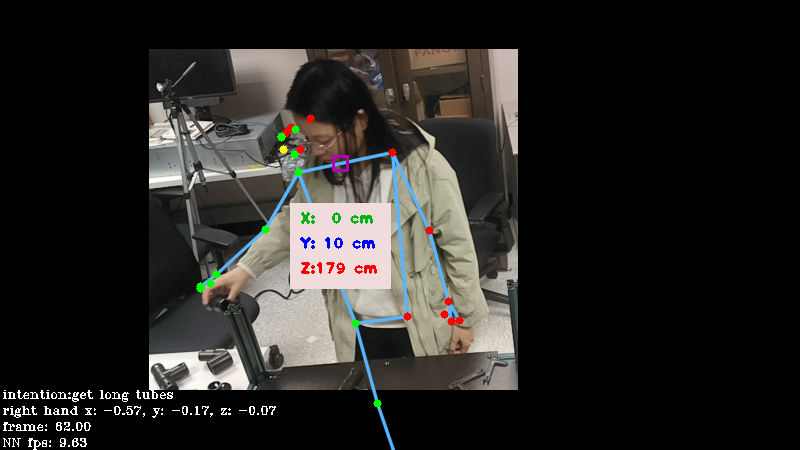 PANO
X: 0 cm
Y: 10 cm
Z:179 cm
intention:get long tubes
right hand x: -0.57, y: -0.17, z: -0.07
frame: 62.00
NN fps: 9.63